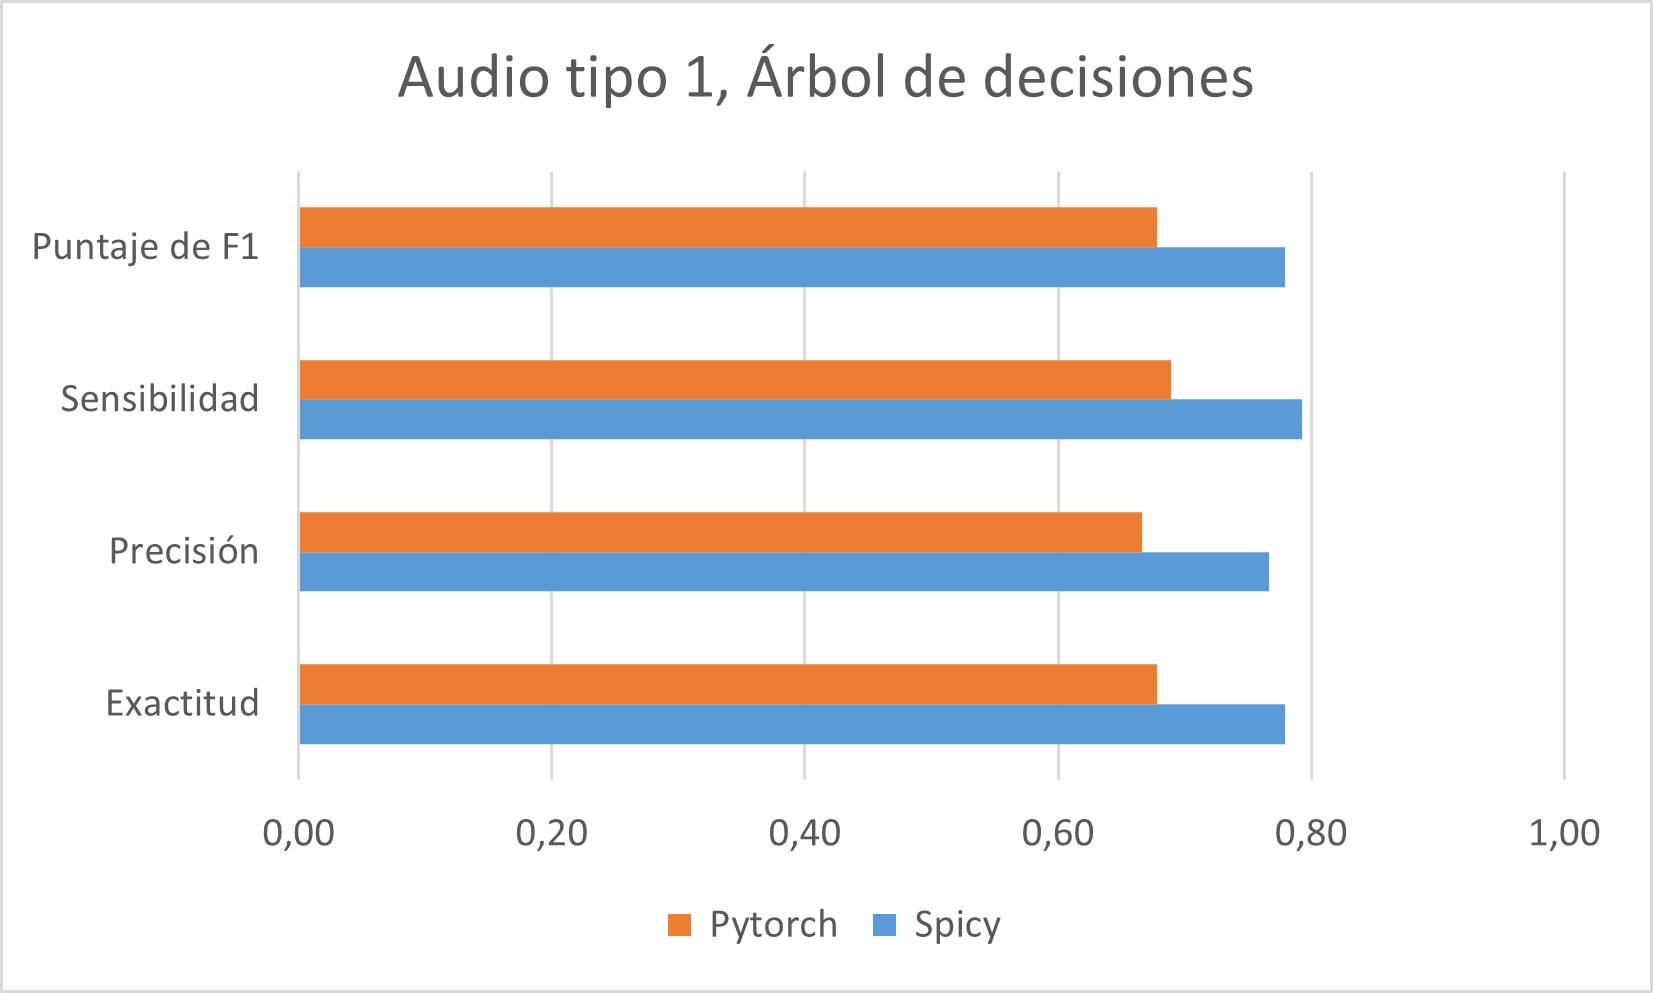 Audio tipo 1, Árbol de decisiones
Puntaje de F1
Sensibilidad
Precisión
Exactitud
0,00 0,20 0,40 0,60 0,80 1,00
Pytorch Spicy